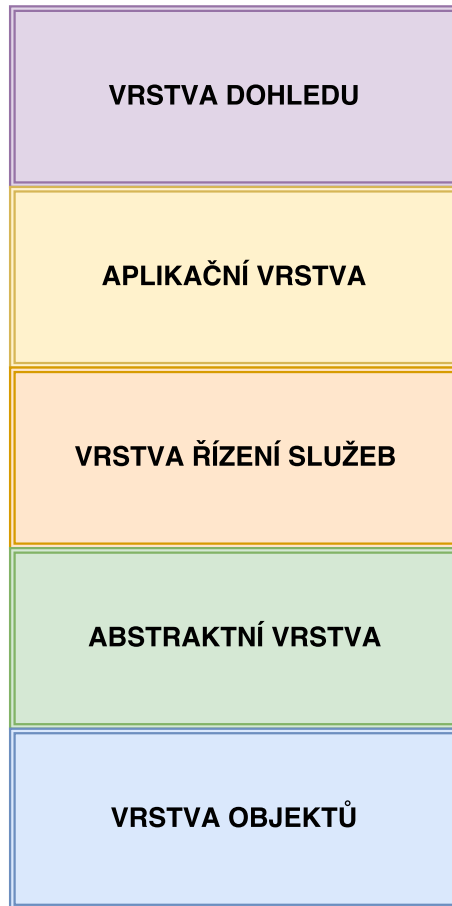 VRSTVA DOHLEDU
APLIKAČNÍ VRSTVA
VRSTVA ŘÍZENÍ SLUŽEB
ABSTRAKTNÍ VRSTVA
VRSTVA OBJEKTŮ